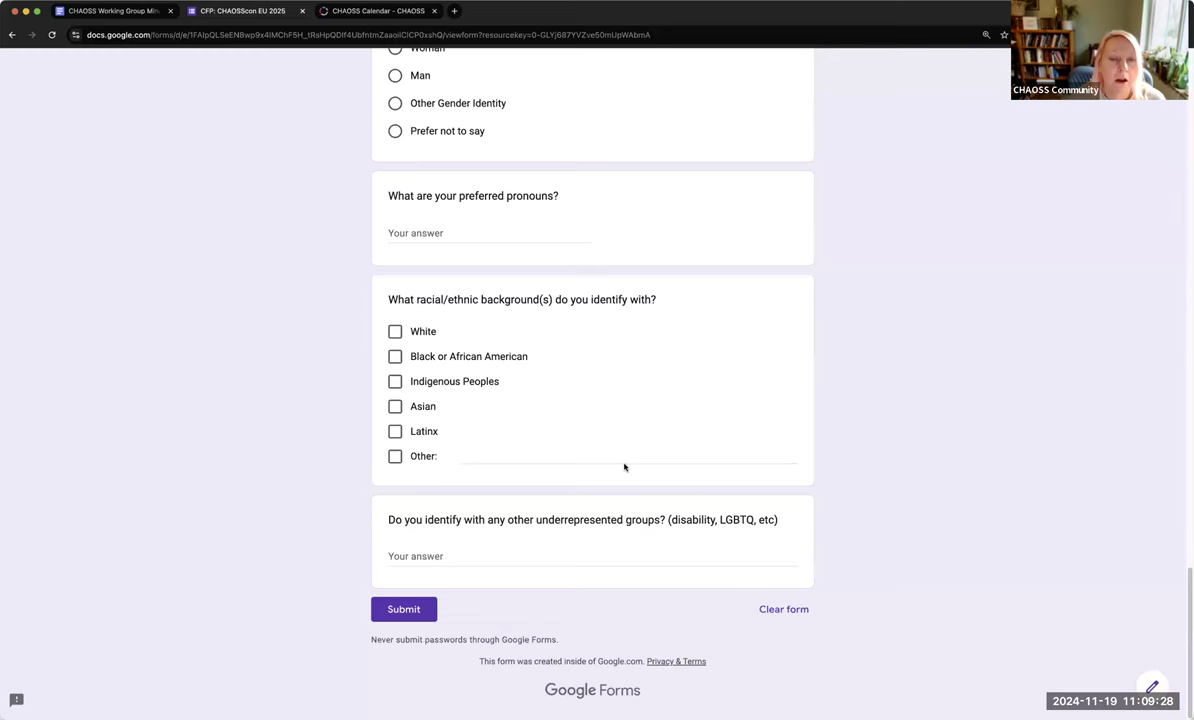 CHAOSS Working Group Min
CFP: CHAOSScon EU 2025
CHAOSS Calendar - CHAOSS
Woman
Man
Other Gender Identity
Prefer not to say
CHAOSS Community
What are your preferred pronouns?
Your answer
What racial/ethnic background(s) do you identify with?
White
Black or African American
Indigenous Peoples
Asian
Latinx
Other:
Do you identify with any other underrepresented groups? (disability, LGBTQ, etc)
Your answer
Submit
Clear form
Never submit passwords through Google Forms.
This form was created inside of Google.com. Privacy & Terms
Google Forms
2024-11-19 11:09:28